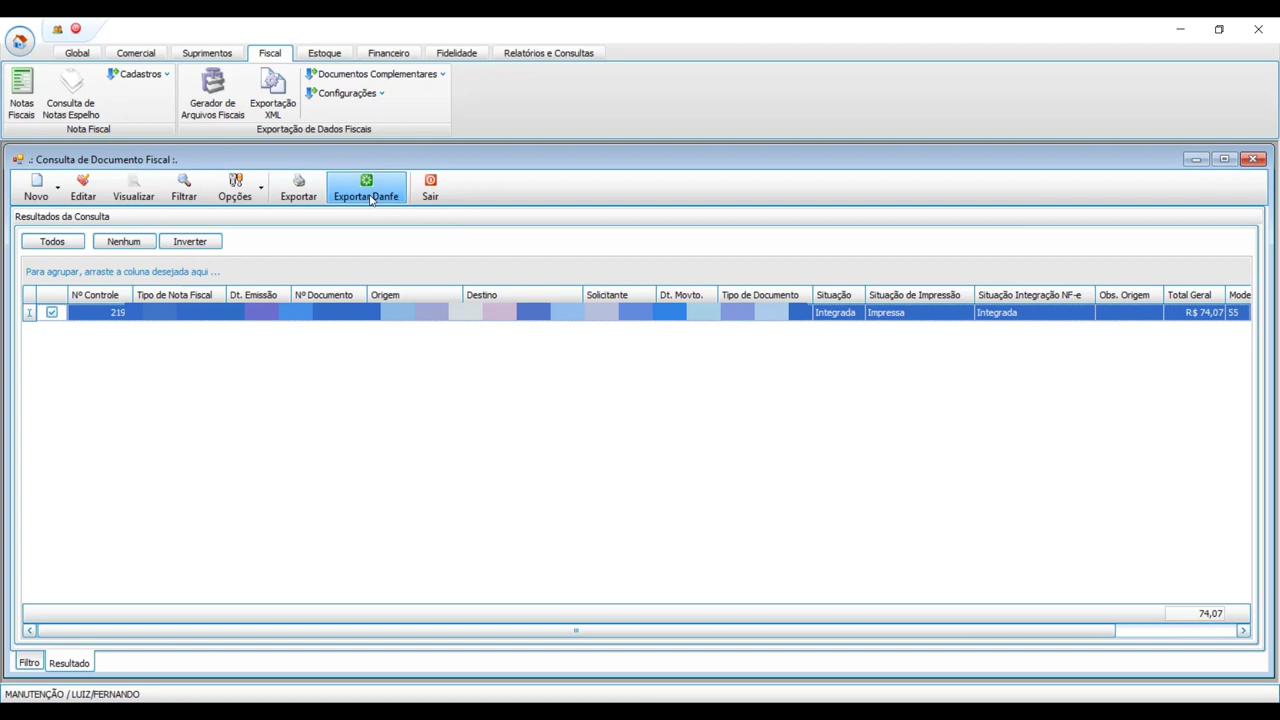 Global Comercial Suprimentos Fiscal Estoque Financeiro Fidelidade Relatórios e Consultas
Notas Fiscais
Consulta de Notas Espelho
Cadastros
Nota Fiscal
Gerador de Arquivos Fiscais
Exportação XML
Documentos Complementares
Configurações
Exportação de Dados Fiscais
.: Consulta de Documento Fiscal :.
Novo Editar Visualizar Filtrar Opções Exportar Exportar Danfe Sair
Resultados da Consulta
Todos Nenhum Inverter
Para agrupar, arraste a coluna desejada aqui ...
Nº Controle Tipo de Nota Fiscal Dt. Emissão Nº Documento Origem Destino Solicitante Dt. Movto. Tipo de Documento Situação Situação de Impressão Situação Integração NF-e Obs. Origem Total Geral Mode
219 Integrada Impressa Integrada R$ 74,07 55
74,07
Filtro Resultado
MANUTENÇÃO / LUIZ/FERNANDO